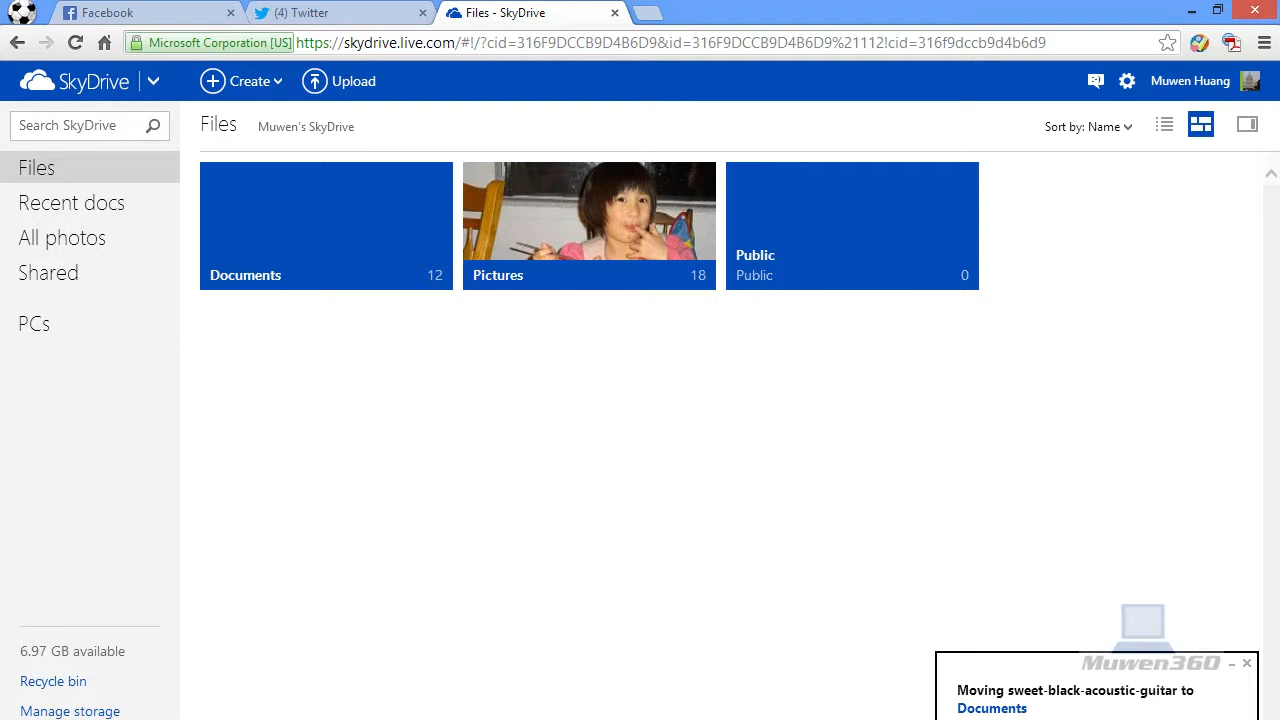 Facebook
(4) Twitter
Files - SkyDrive
Microsoft Corporation [US]
https://skydrive.live.com/#!/?cid=316F9DCCB9D4B6D9&id=316F9DCCB9D4B6D9%21112!cid=316f9dccb9d4b6d9
SkyDrive
Create
Upload
Muwen Huang
Search SkyDrive
Files
Muwen's SkyDrive
Sort by: Name
Files
Recent docs
All photos
Shared
PCs
Documents
12
Pictures
18
Public
Public
0
6.97 GB available
Recycle bin
Manage storage
Muwen360
Moving sweet-black-acoustic-guitar to
Documents